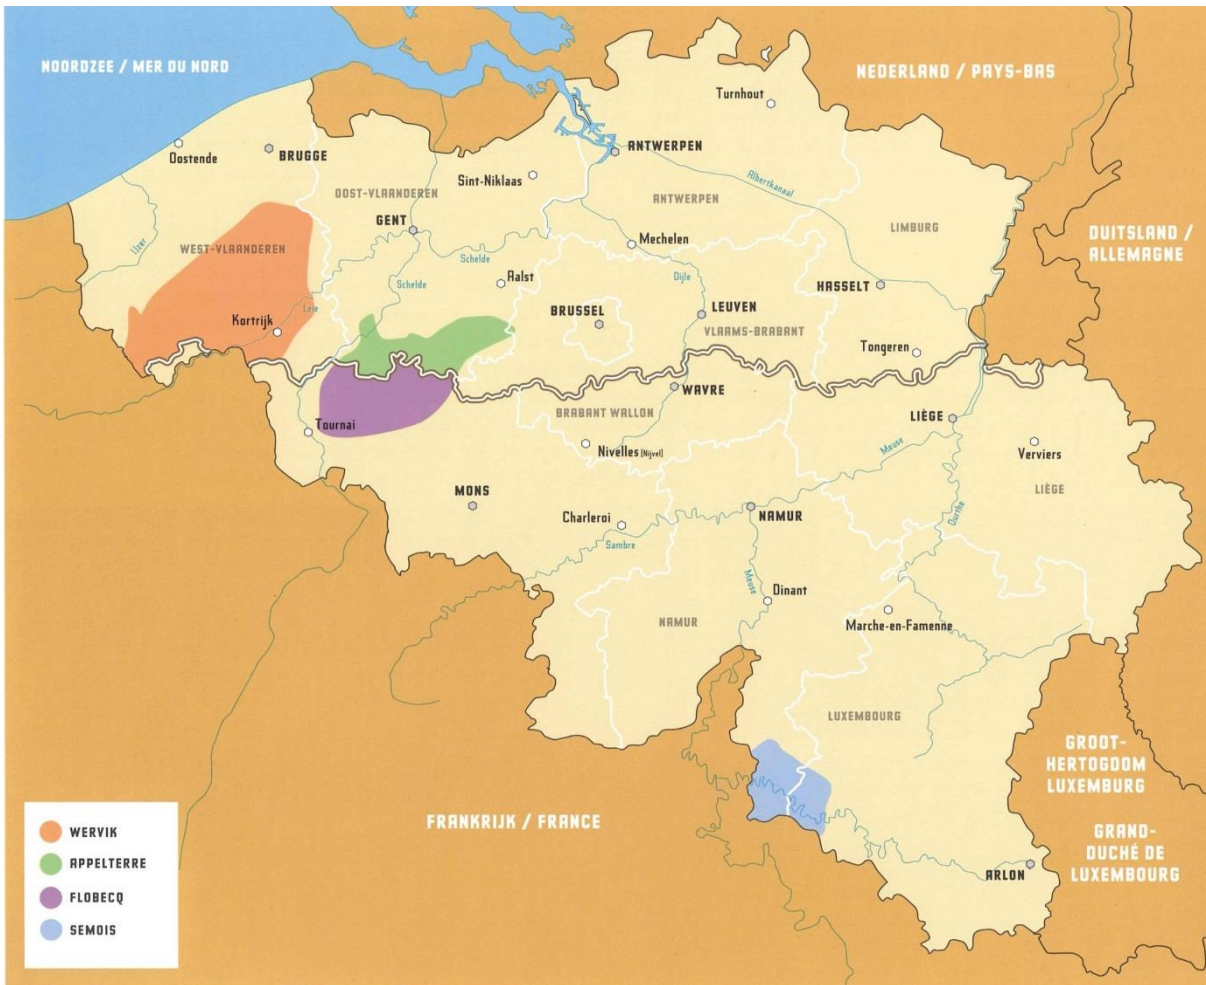 NOORDZEE / MER DU NORD
NEDERLAND / PAYS-BAS
Turnhout
Oostende
BRUGGE
ANTWERPEN
Sint-Niklaas
Albertkanaal
OOST-VLAANDEREN
ANTWERPEN
GENT
LIMBURG
IJzer
WEST-VLAANDEREN
Mechelen
DUITSLAND /
ALLEMAGNE
Schelde
Schelde
Aalst
Dijle
HASSELT
Leie
Kortrijk
BRUSSEL
LEUVEN
VLAAMS-BRABANT
Tongeren
WAVRE
BRABANT WALLON
LIÈGE
Tournai
Nivelles (Nijvel)
Meuse
Verviers
LIÈGE
MONS
Charleroi
NAMUR
Ourthe
Sambre
Meuse
Dinant
NAMUR
Marche-en-Famenne
LUXEMBOURG
GROOT-
HERTOGDOM
LUXEMBURG
FRANKRIJK / FRANCE
GRAND-
DUCHÉ DE
LUXEMBOURG
ARLON
WERVIK
APPELTERRE
FLOBECQ
SEMOIS